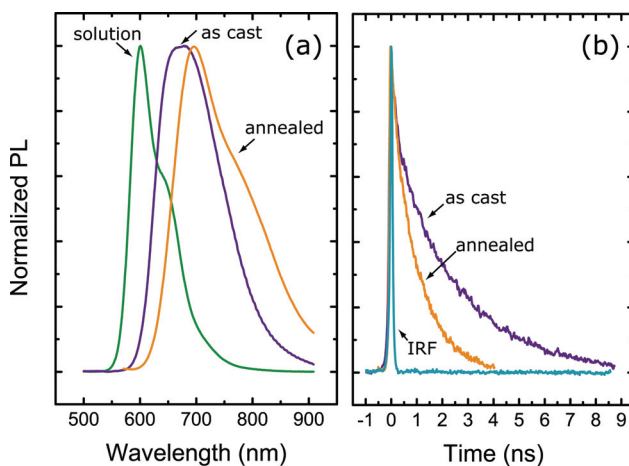 solution
as cast
(a)
annealed
Normalized PL
500 600 700 800 900
Wavelength (nm)
(b)
as cast
annealed
IRF
-1 0 1 2 3 4 5 6 7 8 9
Time (ns)